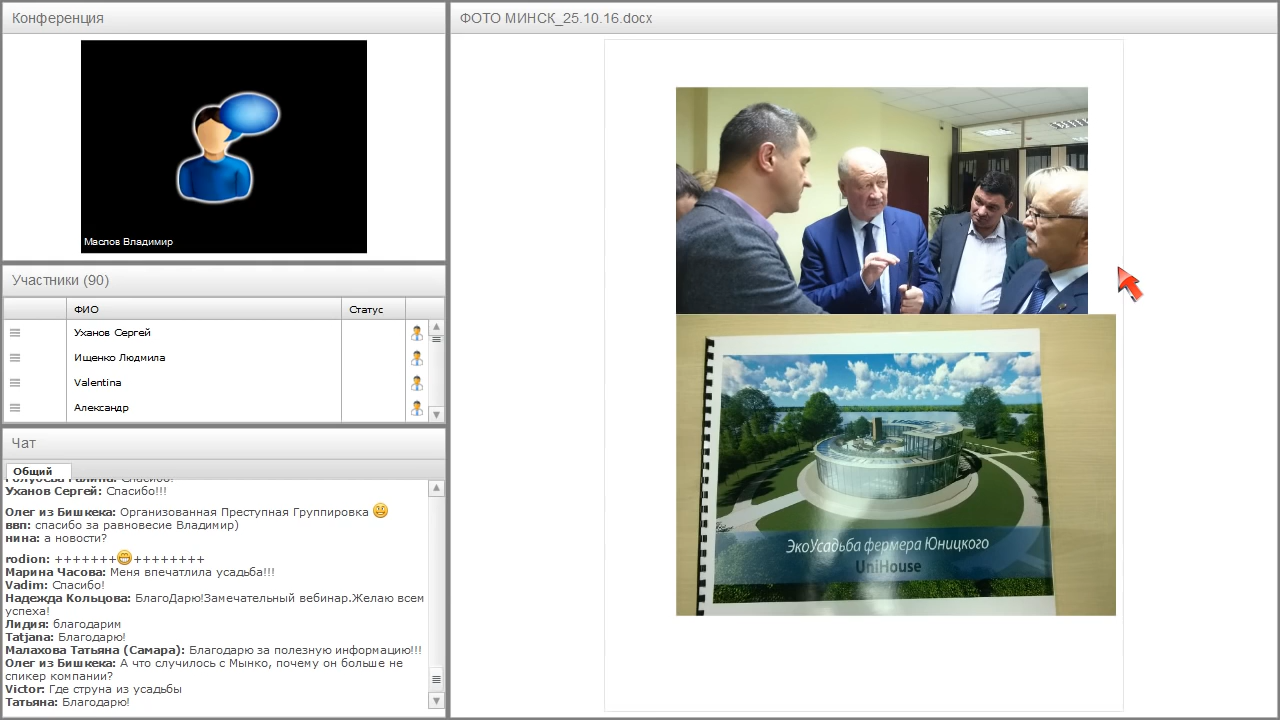 Конференция
Маслов Владимир
Участники (90)
ФИО
Статус
Уханов Сергей
Ищенко Людмила
Valentina
Александр
Чат
Общий
Голубева Галина: Спасибо!
Уханов Сергей: Спасибо!!!
Олег из Бишкека: Организованная Преступная Группировка
ввп: спасибо за равновесие Владимир)
нина: а новости?
rodion: +++++++😁++++++++
Марина Часова: Меня впечатлила усадьба!!!
Vadim: Спасибо!
Надежда Кольцова: БлагоДарю!Замечательный вебинар.Желаю всем
успеха!
Лидия: благодарим
Tatjana: Благодарю!
Малахова Татьяна (Самара): Благодарю за полезную информацию!!!
Олег из Бишкека: А что случилось с Мынко, почему он больше не
спикер компании?
Victor: Где струна из усадьбы
Татьяна: Благодарю!
ФОТО МИНСК_25.10.16.docx
ЭкоУсадьба фермера Юницкого
UniHouse